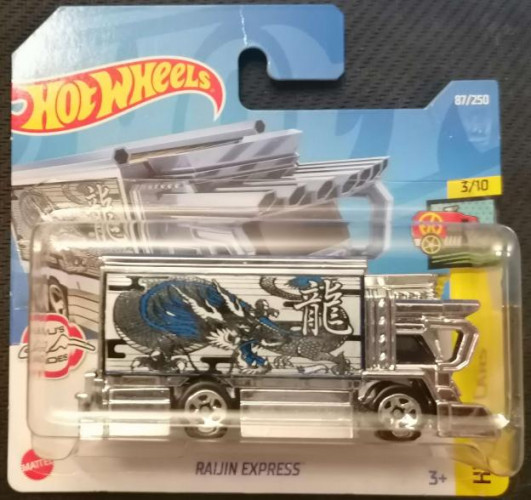 HOT WHEELS
87/250
3/10
龍
龍
MATTEL
RAIJIN EXPRESS
3+